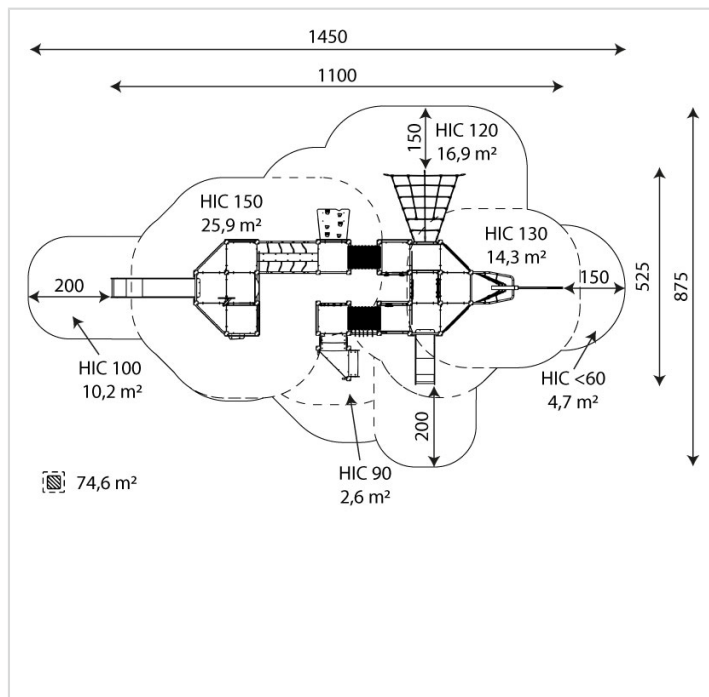 1450
1100
150
HIC 120
16,9 m²
HIC 150
25,9 m²
HIC 130
14,3 m²
200
150
525
875
HIC 100
10,2 m²
HIC <60
4,7 m²
200
HIC 90
2,6 m²
74,6 m²